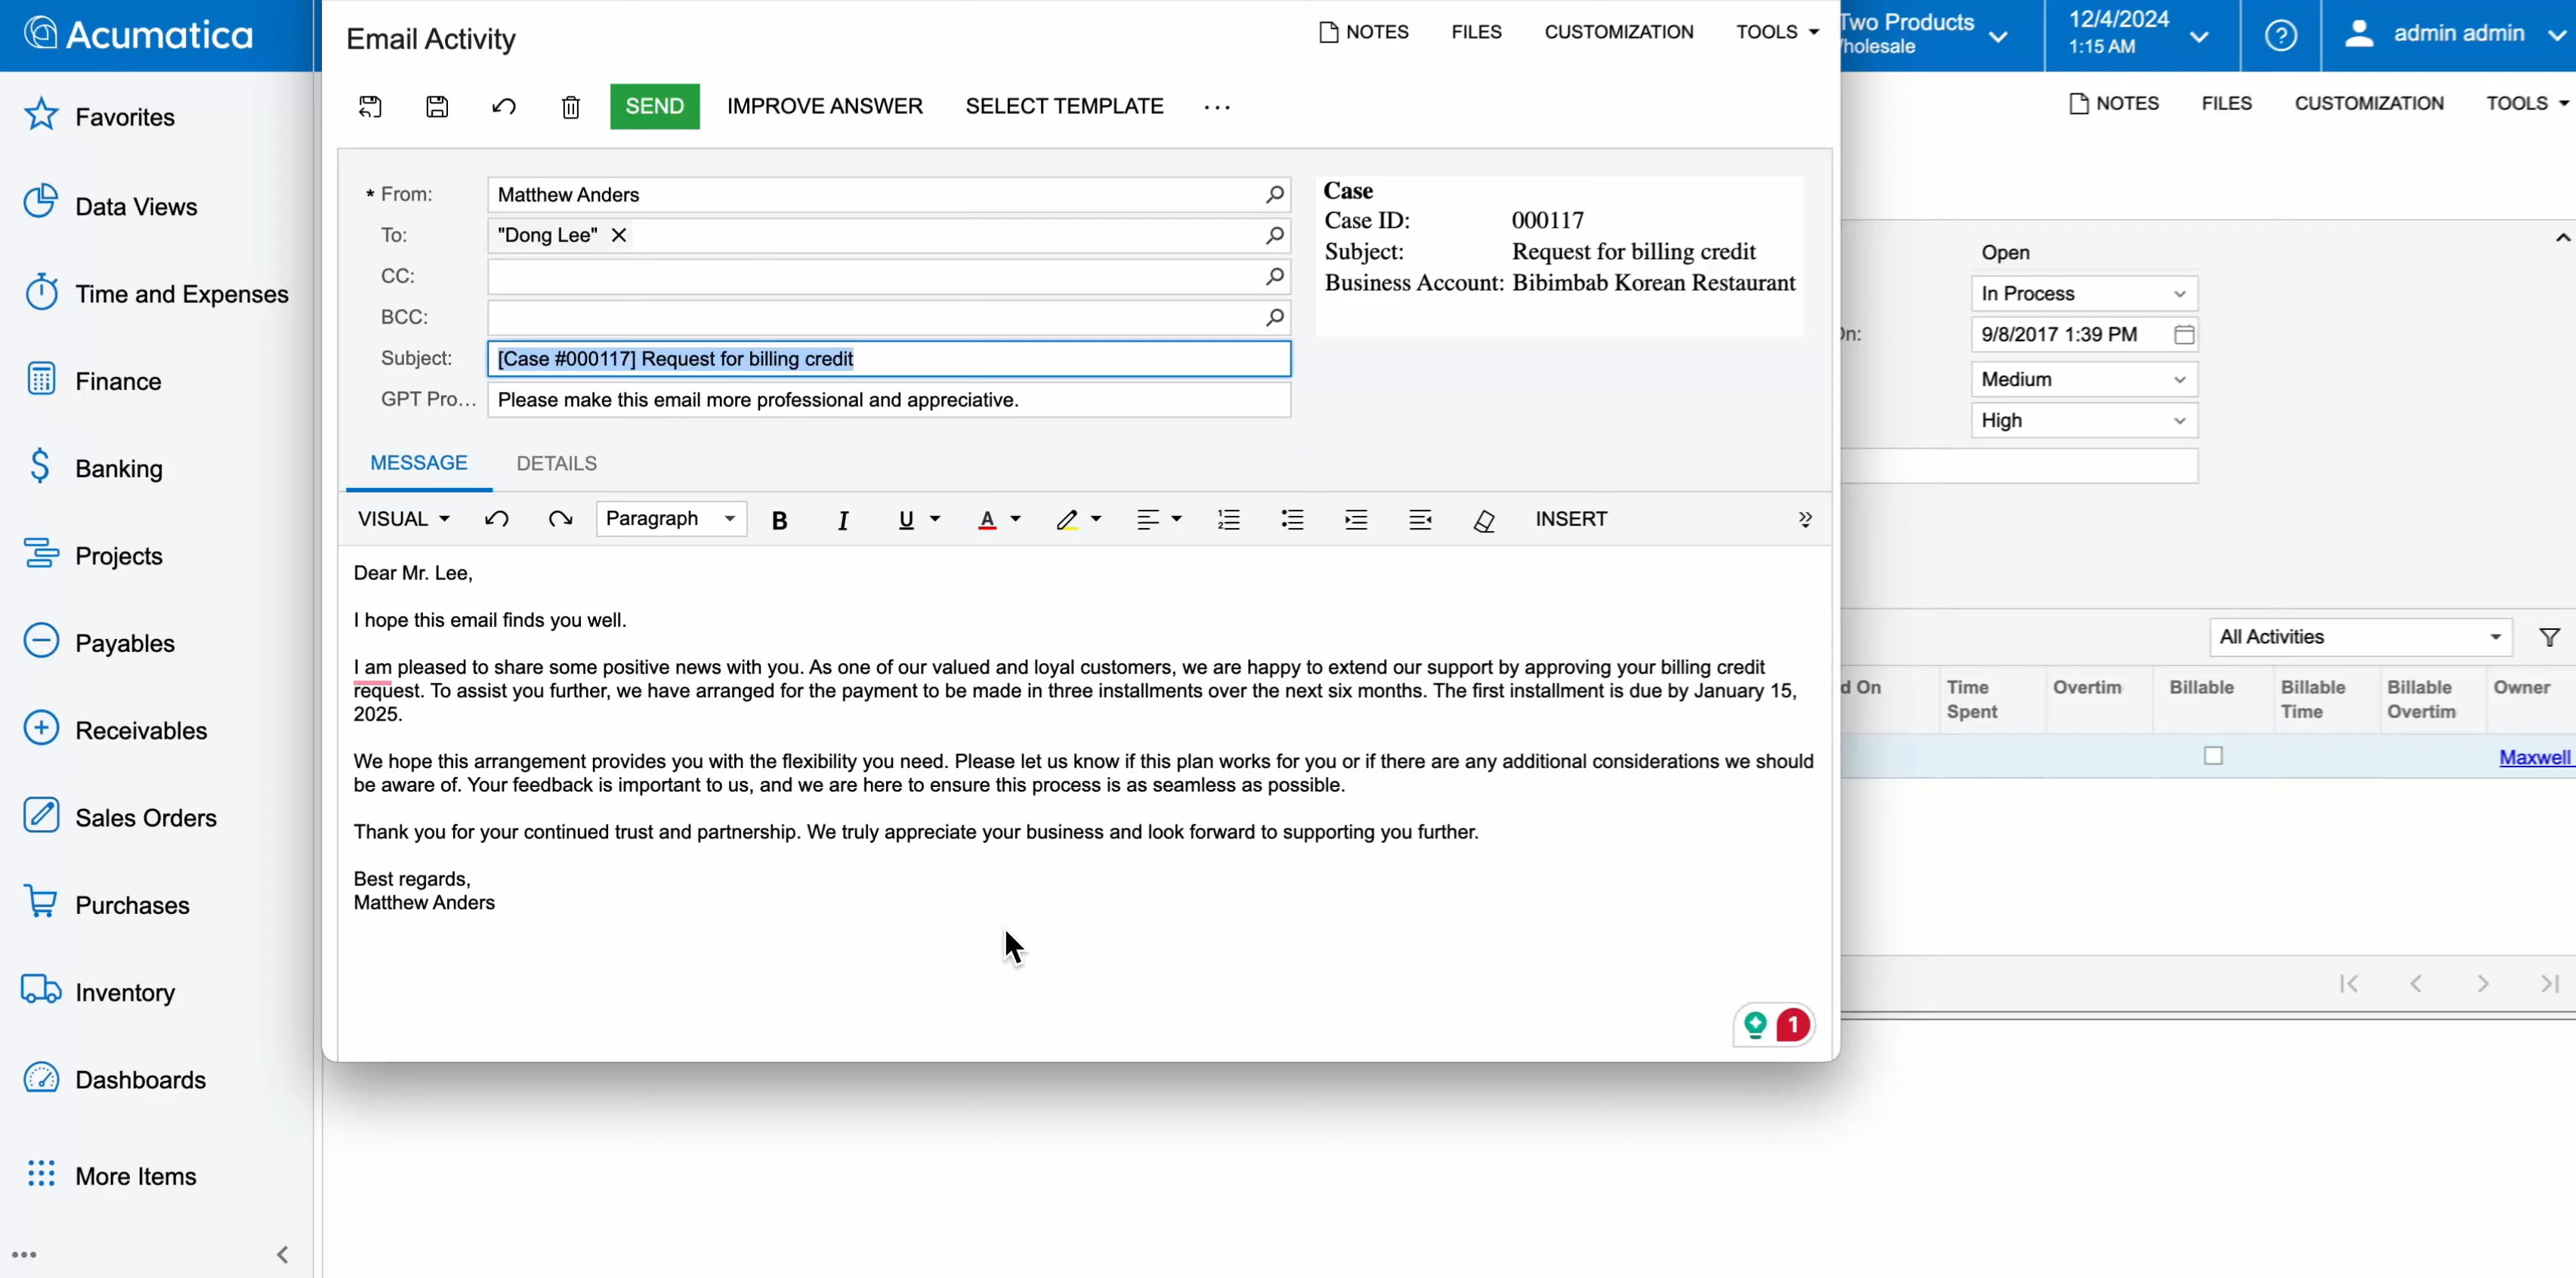 Acumatica
Favorites
Data Views
Time and Expenses
Finance
Banking
Projects
Payables
Receivables
Sales Orders
Purchases
Inventory
Dashboards
More Items
Email Activity
NOTES FILES CUSTOMIZATION TOOLS
SEND IMPROVE ANSWER SELECT TEMPLATE ...
* From: Matthew Anders
To: "Dong Lee"
CC:
BCC:
Subject: [Case #000117] Request for billing credit
GPT Pro... Please make this email more professional and appreciative.
Case
Case ID: 000117
Subject: Request for billing credit
Business Account: Bibimbab Korean Restaurant
MESSAGE DETAILS
VISUAL Paragraph B I U A INSERT
Dear Mr. Lee,
I hope this email finds you well.
I am pleased to share some positive news with you. As one of our valued and loyal customers, we are happy to extend our support by approving your billing credit
request. To assist you further, we have arranged for the payment to be made in three installments over the next six months. The first installment is due by January 15,
2025.
We hope this arrangement provides you with the flexibility you need. Please let us know if this plan works for you or if there are any additional considerations we should
be aware of. Your feedback is important to us, and we are here to ensure this process is as seamless as possible.
Thank you for your continued trust and partnership. We truly appreciate your business and look forward to supporting you further.
Best regards,
Matthew Anders
1
Two Products
12/4/2024
1:15 AM
admin admin
NOTES FILES CUSTOMIZATION TOOLS
Open
In Process
On: 9/8/2017 1:39 PM
Medium
High
All Activities
d On
Time
Spent
Overtim
Billable
Billable
Time
Billable
Overtim
Owner
Maxwell